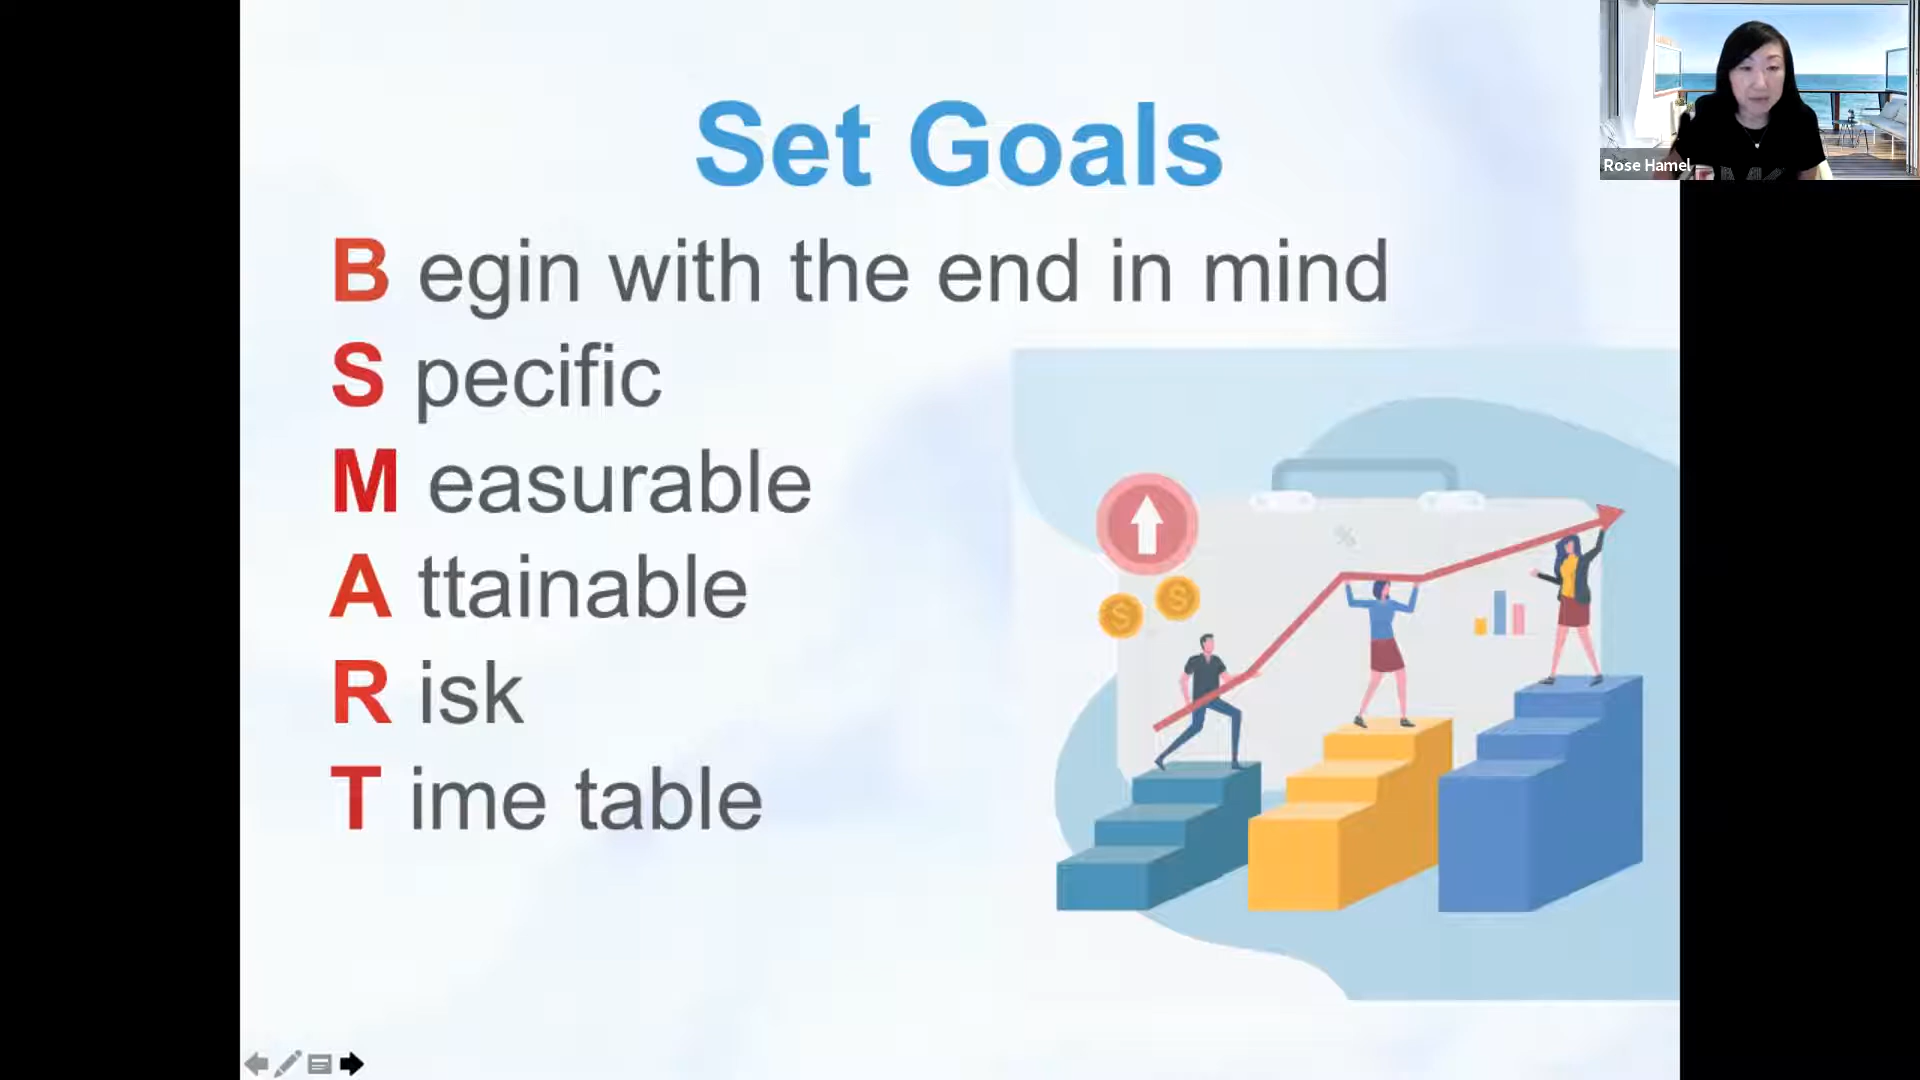 Set Goals
B egin with the end in mind
S pecific
M easurable
A ttainable
R isk
T ime table
%
$ $
Rose Hamel